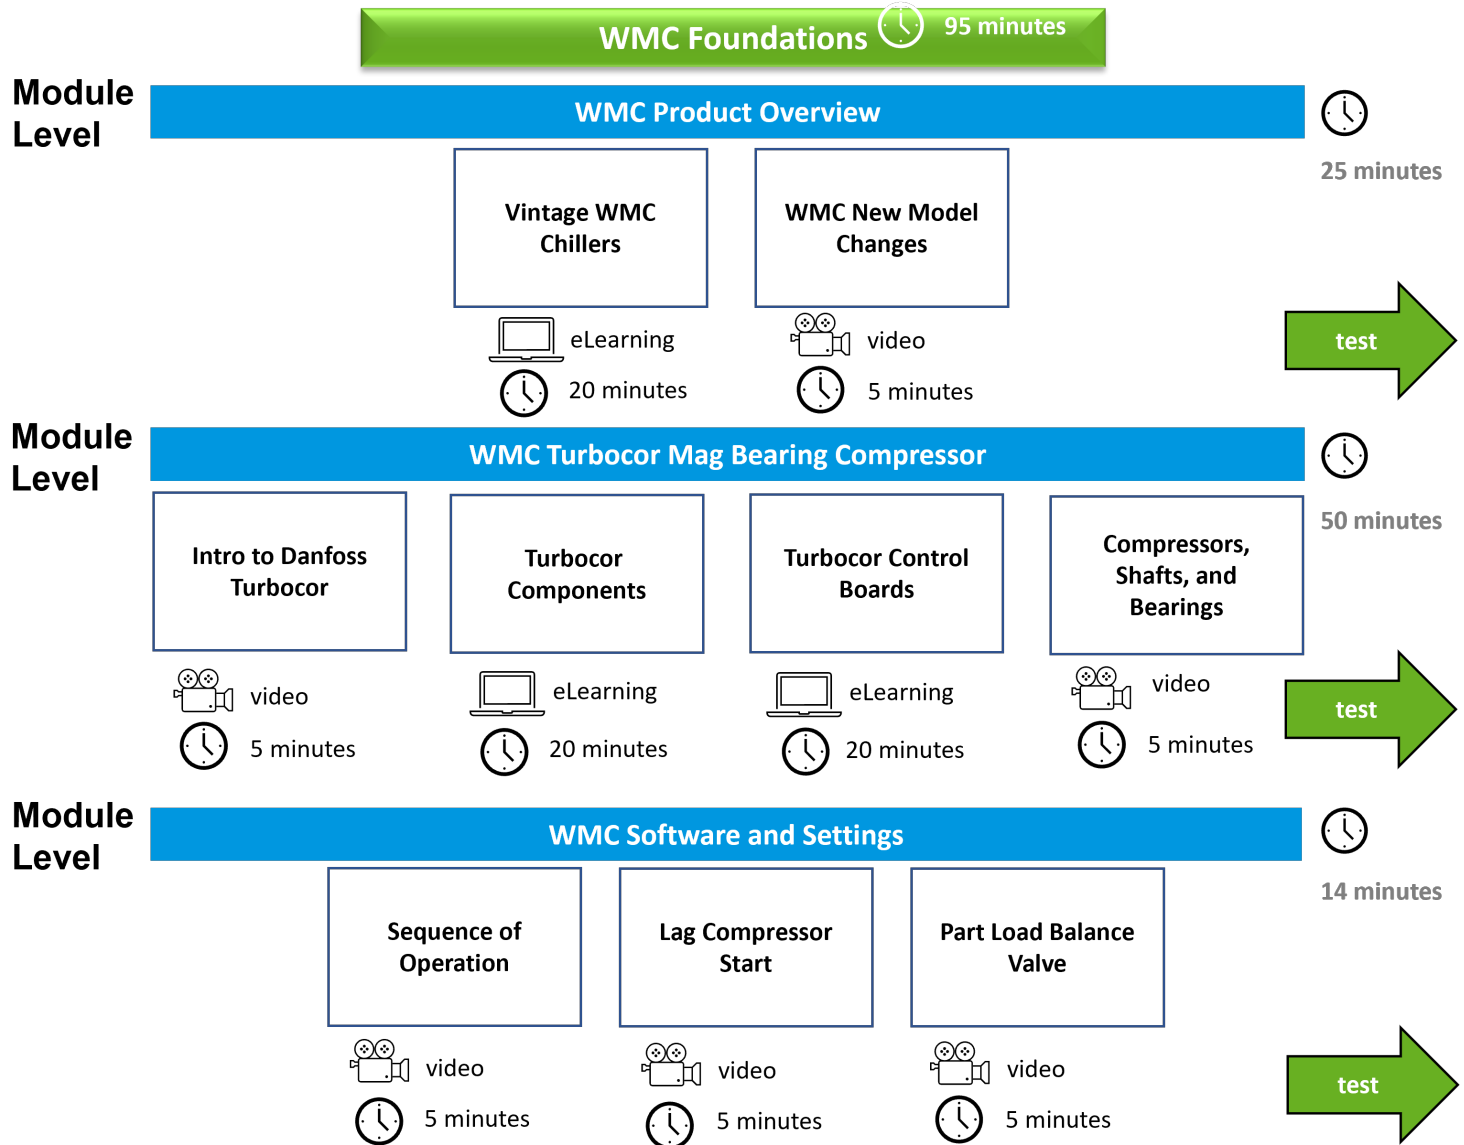 WMC Foundations
95 minutes
Module
Level
WMC Product Overview
25 minutes
Vintage WMC
Chillers
WMC New Model
Changes
eLearning
20 minutes
video
5 minutes
test
Module
Level
WMC Turbocor Mag Bearing Compressor
50 minutes
Intro to Danfoss
Turbocor
Turbocor
Components
Turbocor Control
Boards
Compressors,
Shafts, and
Bearings
video
5 minutes
eLearning
20 minutes
eLearning
20 minutes
video
5 minutes
test
Module
Level
WMC Software and Settings
14 minutes
Sequence of
Operation
Lag Compressor
Start
Part Load Balance
Valve
video
5 minutes
video
5 minutes
video
5 minutes
test